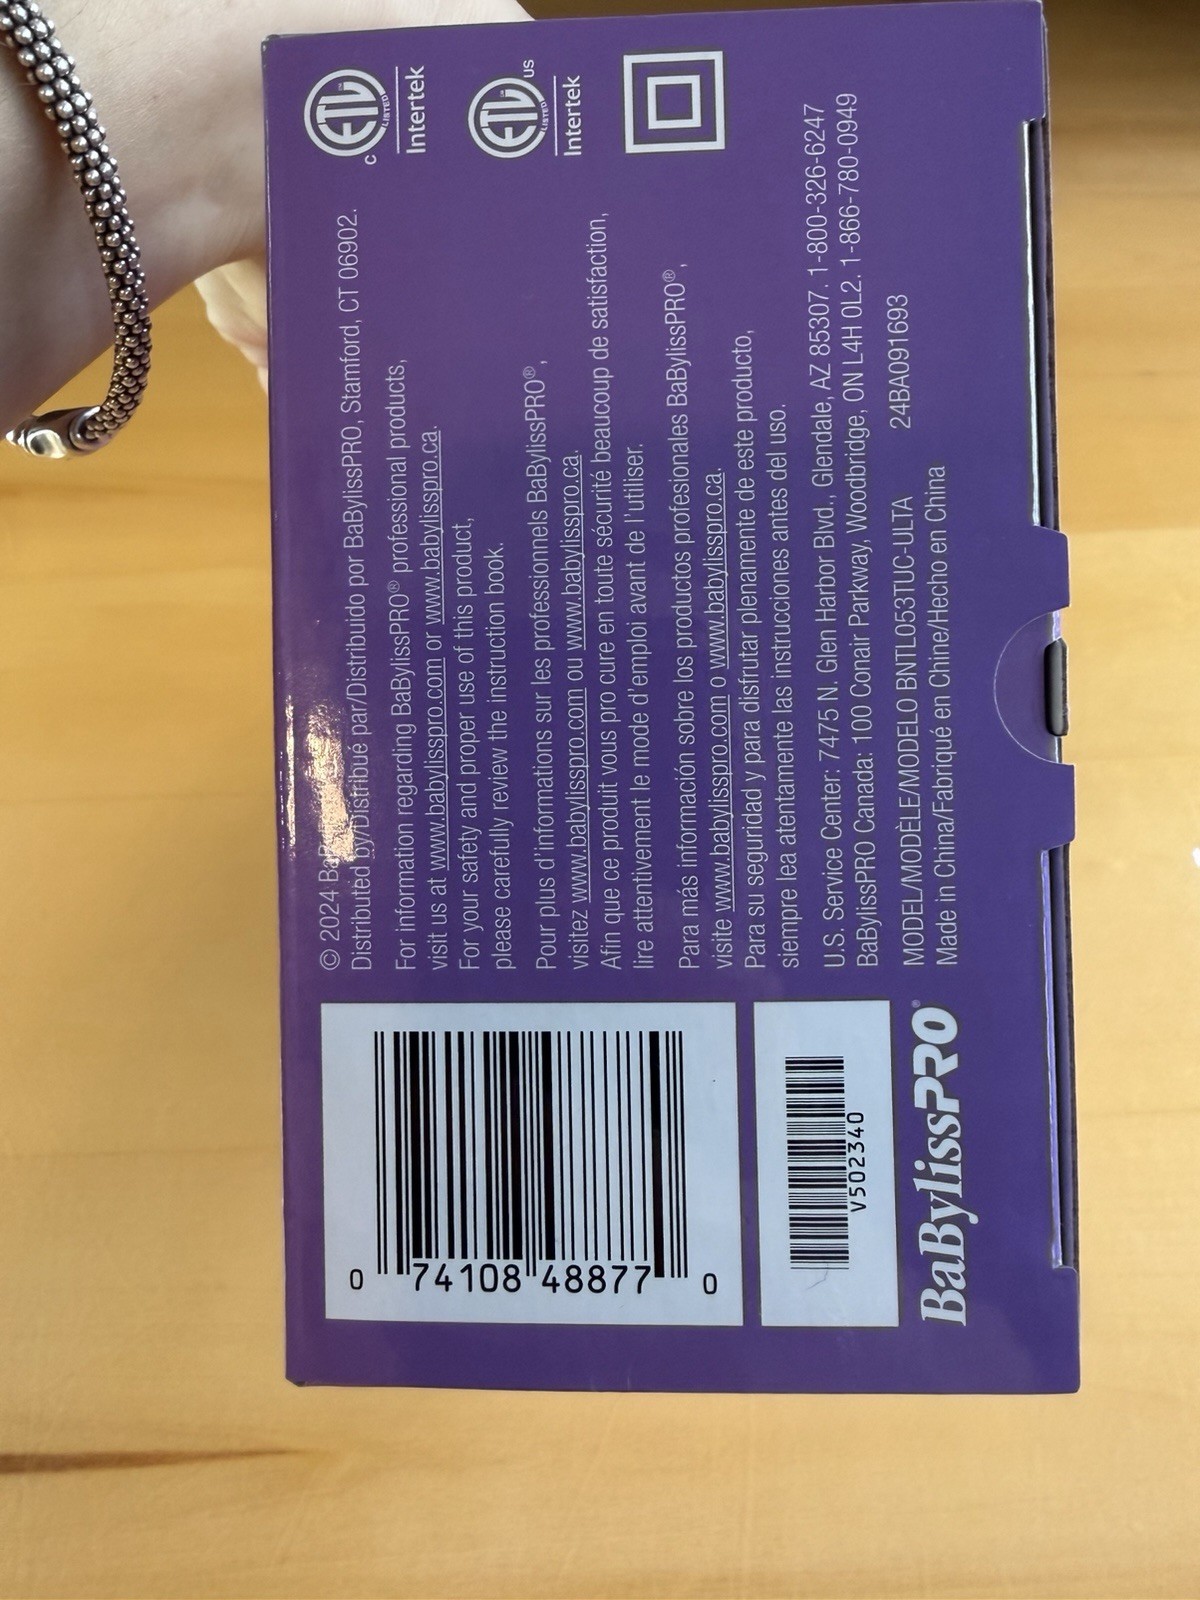 © 2024 Ba
Distributed by/Distribué par/Distribuido por BaBylissPRO, Stamford, CT 06902.
For information regarding BaBylissPRO® professional products,
visit us at www.babylisspro.com or www.babylisspro.ca.
For your safety and proper use of this product,
please carefully review the instruction book.
Pour plus d'informations sur les professionnels BaBylissPRO®,
visitez www.babylisspro.com ou www.babylisspro.ca.
Afin que ce produit vous pro cure en toute sécurité beaucoup de satisfaction,
lire attentivement le mode d'emploi avant de l'utiliser.
Para más información sobre los productos profesionales BaBylissPRO®,
visite www.babylisspro.com o www.babylisspro.ca.
Para su seguridad y para disfrutar plenamente de este producto,
siempre lea atentamente las instrucciones antes del uso.
U.S. Service Center: 7475 N. Glen Harbor Blvd., Glendale, AZ 85307. 1-800-326-6247
BaBylissPRO Canada: 100 Conair Parkway, Woodbridge, ON L4H 0L2. 1-866-780-0949
MODEL/MODÈLE/MODELO BNTL053TUC-ULTA 24BA091693
Made in China/Fabriqué en Chine/Hecho en China
C ETL LISTED
Intertek
ETL LISTED US
Intertek
0 74108 48877 0
V502340
BaBylissPRO®